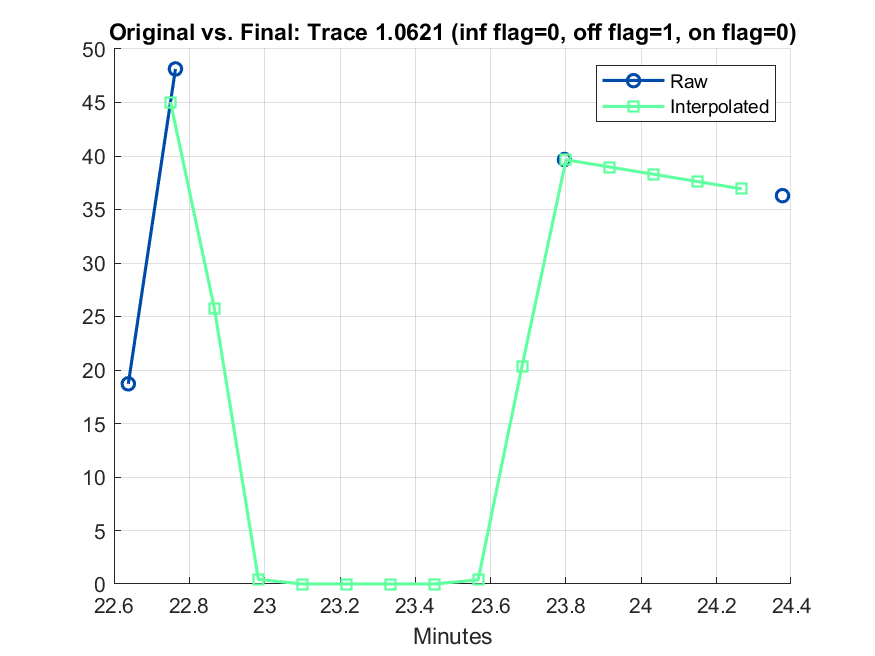 Original vs. Final: Trace 1.0621 (inf flag=0, off flag=1, on flag=0)
50
45
40
35
30
25
20
15
10
5
0
Raw
Interpolated
22.6 22.8 23 23.2 23.4 23.6 23.8 24 24.2 24.4
Minutes